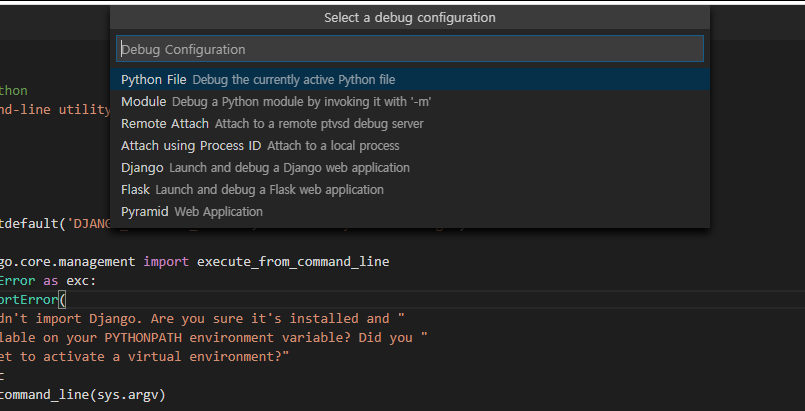 Select a debug configuration
Debug Configuration
Python File Debug the currently active Python file
Module Debug a Python module by invoking it with '-m'
Remote Attach Attach to a remote ptvsd debug server
Attach using Process ID Attach to a local process
Django Launch and debug a Django web application
Flask Launch and debug a Flask web application
Pyramid Web Application
thon
nd-line utility
tdefault('DJANG
go.core.management import execute_from_command_line
Error as exc:
ortError(
dn't import Django. Are you sure it's installed and "
lable on your PYTHONPATH environment variable? Did you "
et to activate a virtual environment?"
c
command_line(sys.argv)